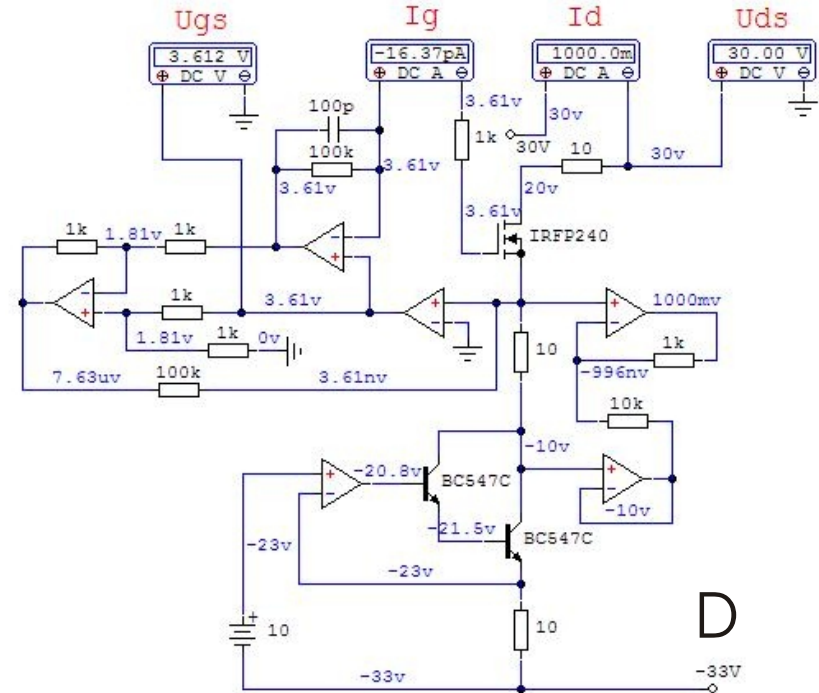 Ugs Ig Id Uds
3.612 V -16.37pA 1000.0m 30.00 V
DC V DC A DC A DC V
100p 3.61v 30v
1k 30V
100k 3.61v 10 30v
3.61v 20v
1k 1.81v 1k 3.61v IRFP240
- +
- + 1k 3.61v + - + - 1000mv
1.81v 1k 0v 10 1k
7.63uv 100k 3.61nv -996nv
10k
-10v
+ - -20.8v BC547C + -
-21.5v -10v
-23v BC547C
-23v
+ 10 10 D
-33v -33V